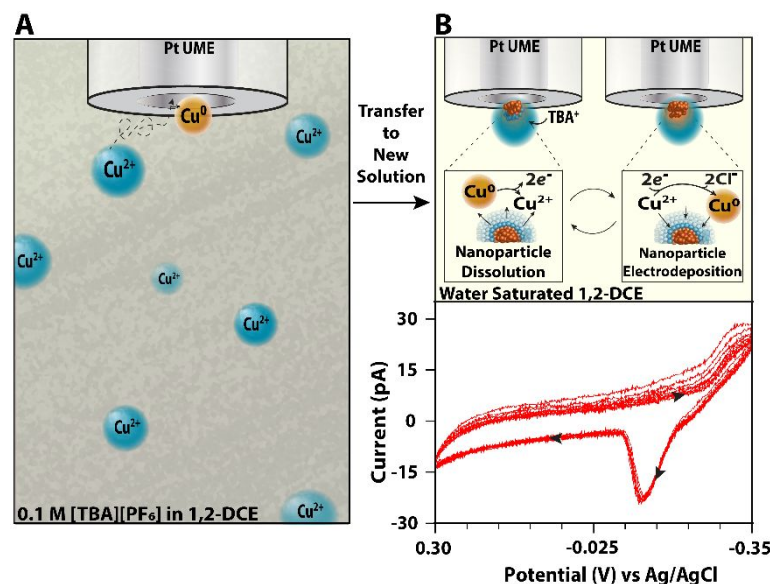 A
Pt UME
Cu⁰
Cu²⁺
Cu²⁺
Cu²⁺
Cu²⁺
Cu²⁺
Cu²⁺
Cu²⁺
0.1 M [TBA][PF₆] in 1,2-DCE
Transfer
to
New
Solution
B
Pt UME
Pt UME
TBA⁺
2e⁻
Cu⁰
Cu²⁺
Nanoparticle
Dissolution
2e⁻
2Cl⁻
Cu²⁺
Cu⁰
Nanoparticle
Electrodeposition
Water Saturated 1,2-DCE
Current (pA)
30
15
0
-15
-30
0.30
-0.025
-0.35
Potential (V) vs Ag/AgCl